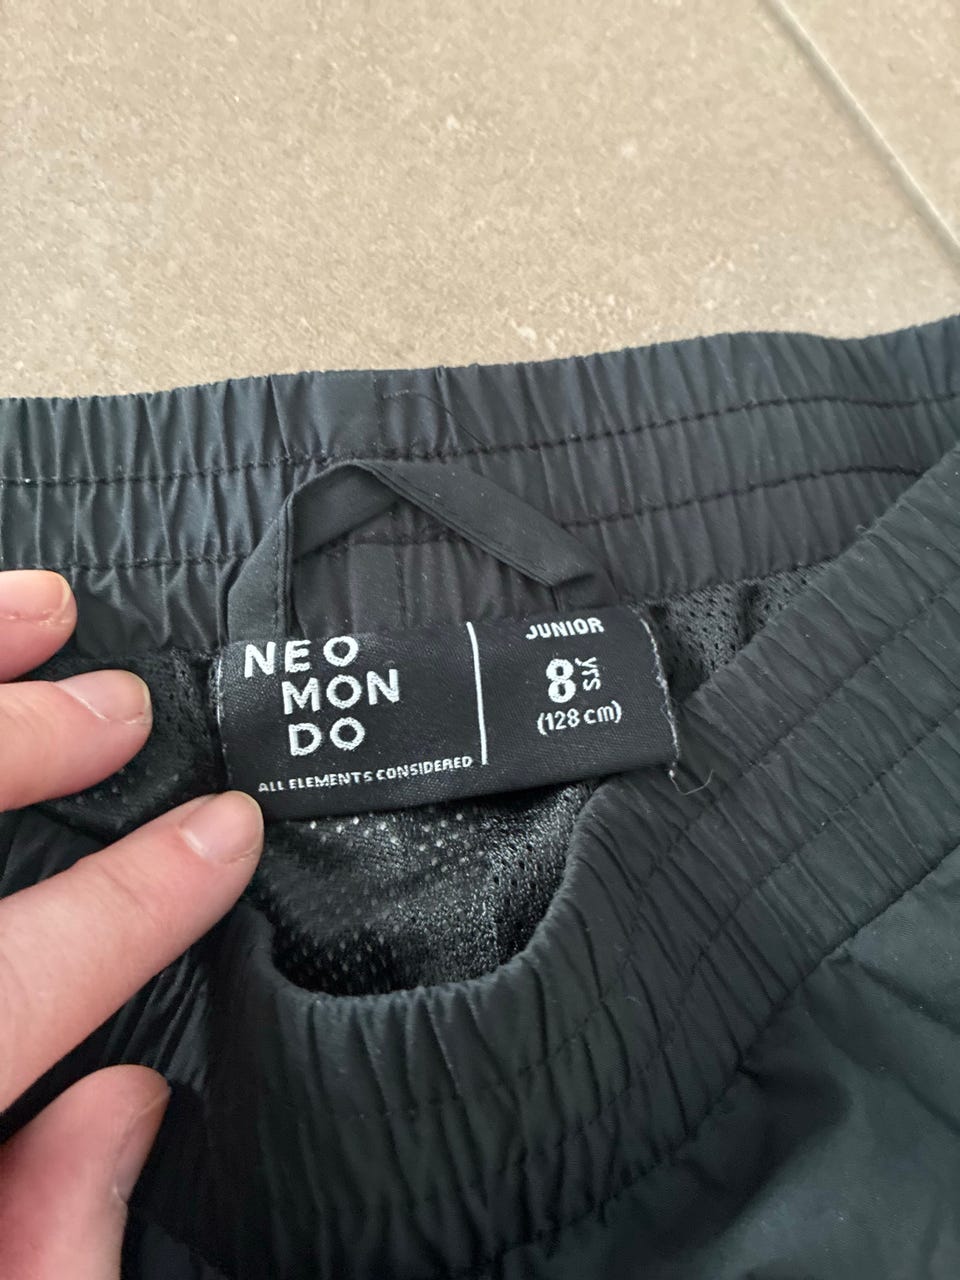 NEO
MON
DO
ALL ELEMENTS CONSIDERED
JUNIOR
8 yrs
(128 cm)